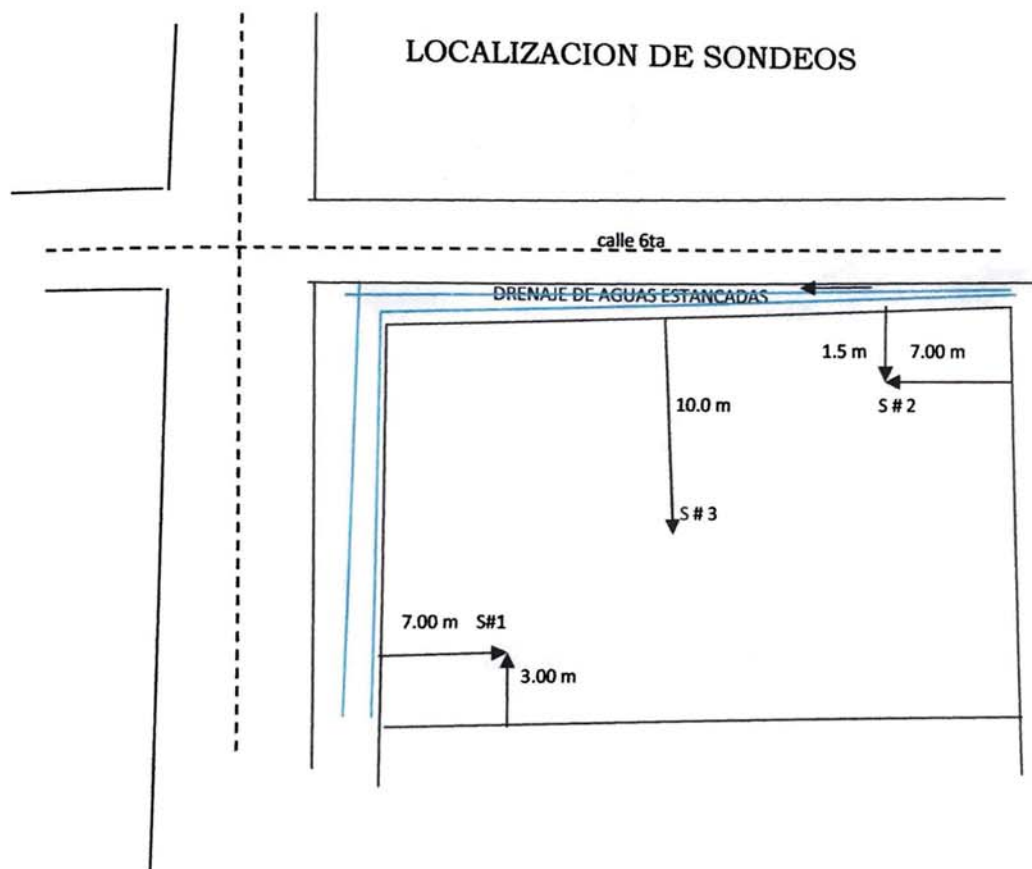 LOCALIZACION DE SONDEOS
calle 6ta
DRENAJE DE AGUAS ESTANCADAS
1.5 m 7.00 m
10.0 m
S # 2
S # 3
7.00 m S#1
3.00 m